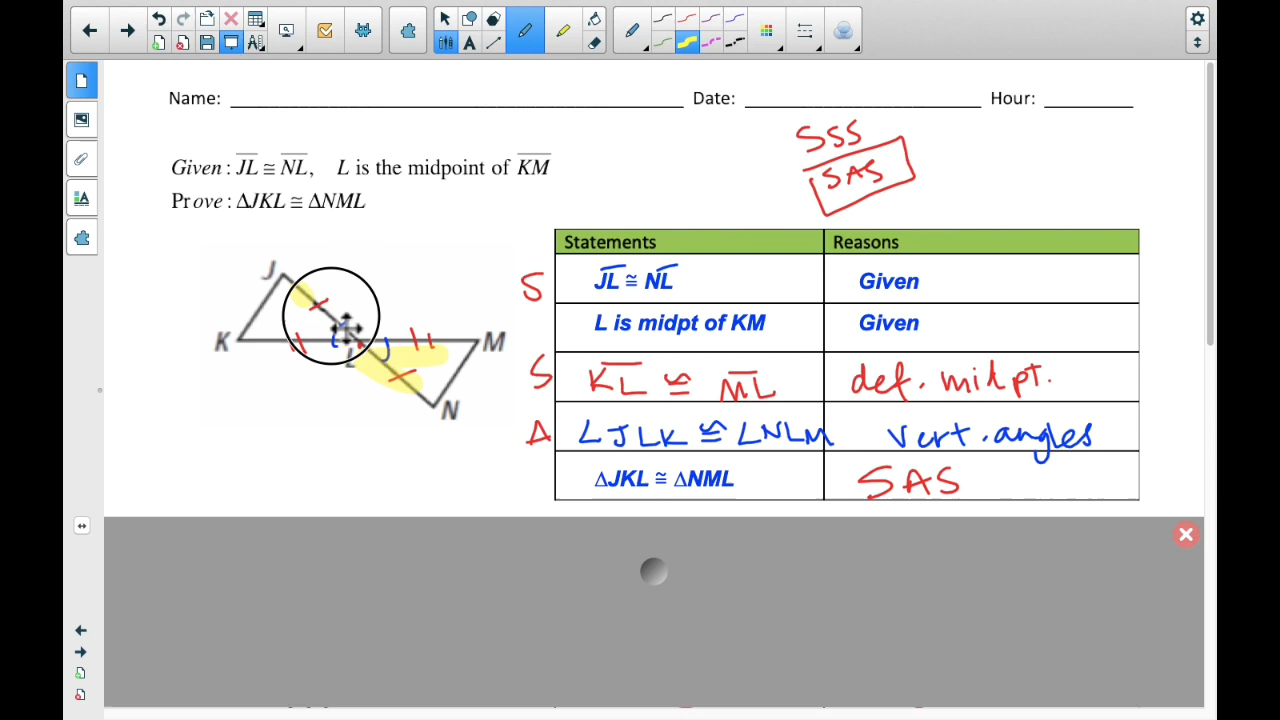 Name: Date: Hour:
SSS
SAS
Given : JL ≅ NL, L is the midpoint of KM
Prove : ΔJKL ≅ ΔNML
Statements Reasons
S JL ≅ NL Given
L is midpt of KM Given
S KL ≅ ML def. midpt.
A ∠JLK ≅ ∠NLM vert. angles
ΔJKL ≅ ΔNML SAS
J
K
L
M
N